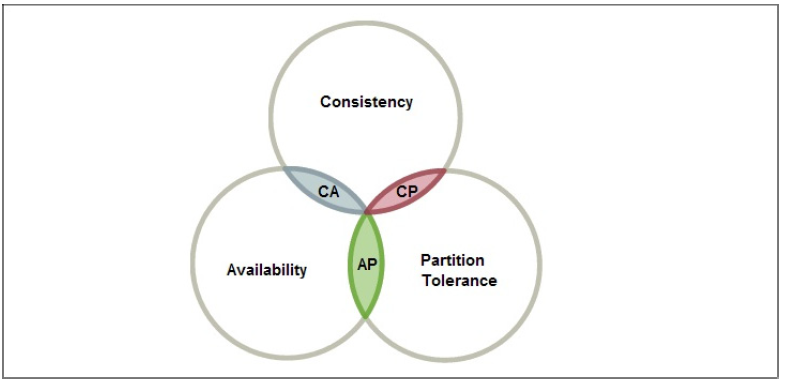 Consistency
CA
CP
Availability
AP
Partition
Tolerance